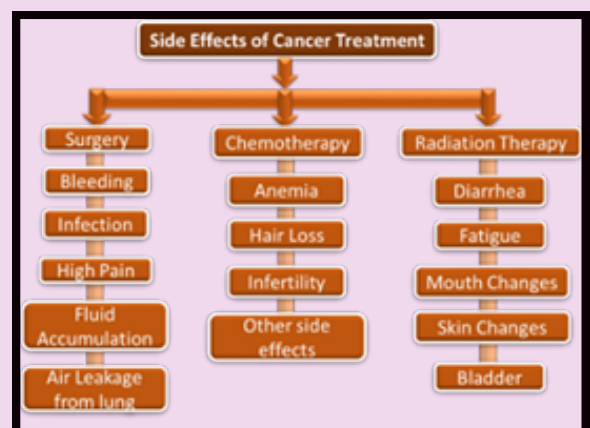 Side Effects of Cancer Treatment
Surgery
Bleeding
Infection
High Pain
Fluid
Accumulation
Air Leakage
from lung
Chemotherapy
Anemia
Hair Loss
Infertility
Other side
effects
Radiation Therapy
Diarrhea
Fatigue
Mouth Changes
Skin Changes
Bladder